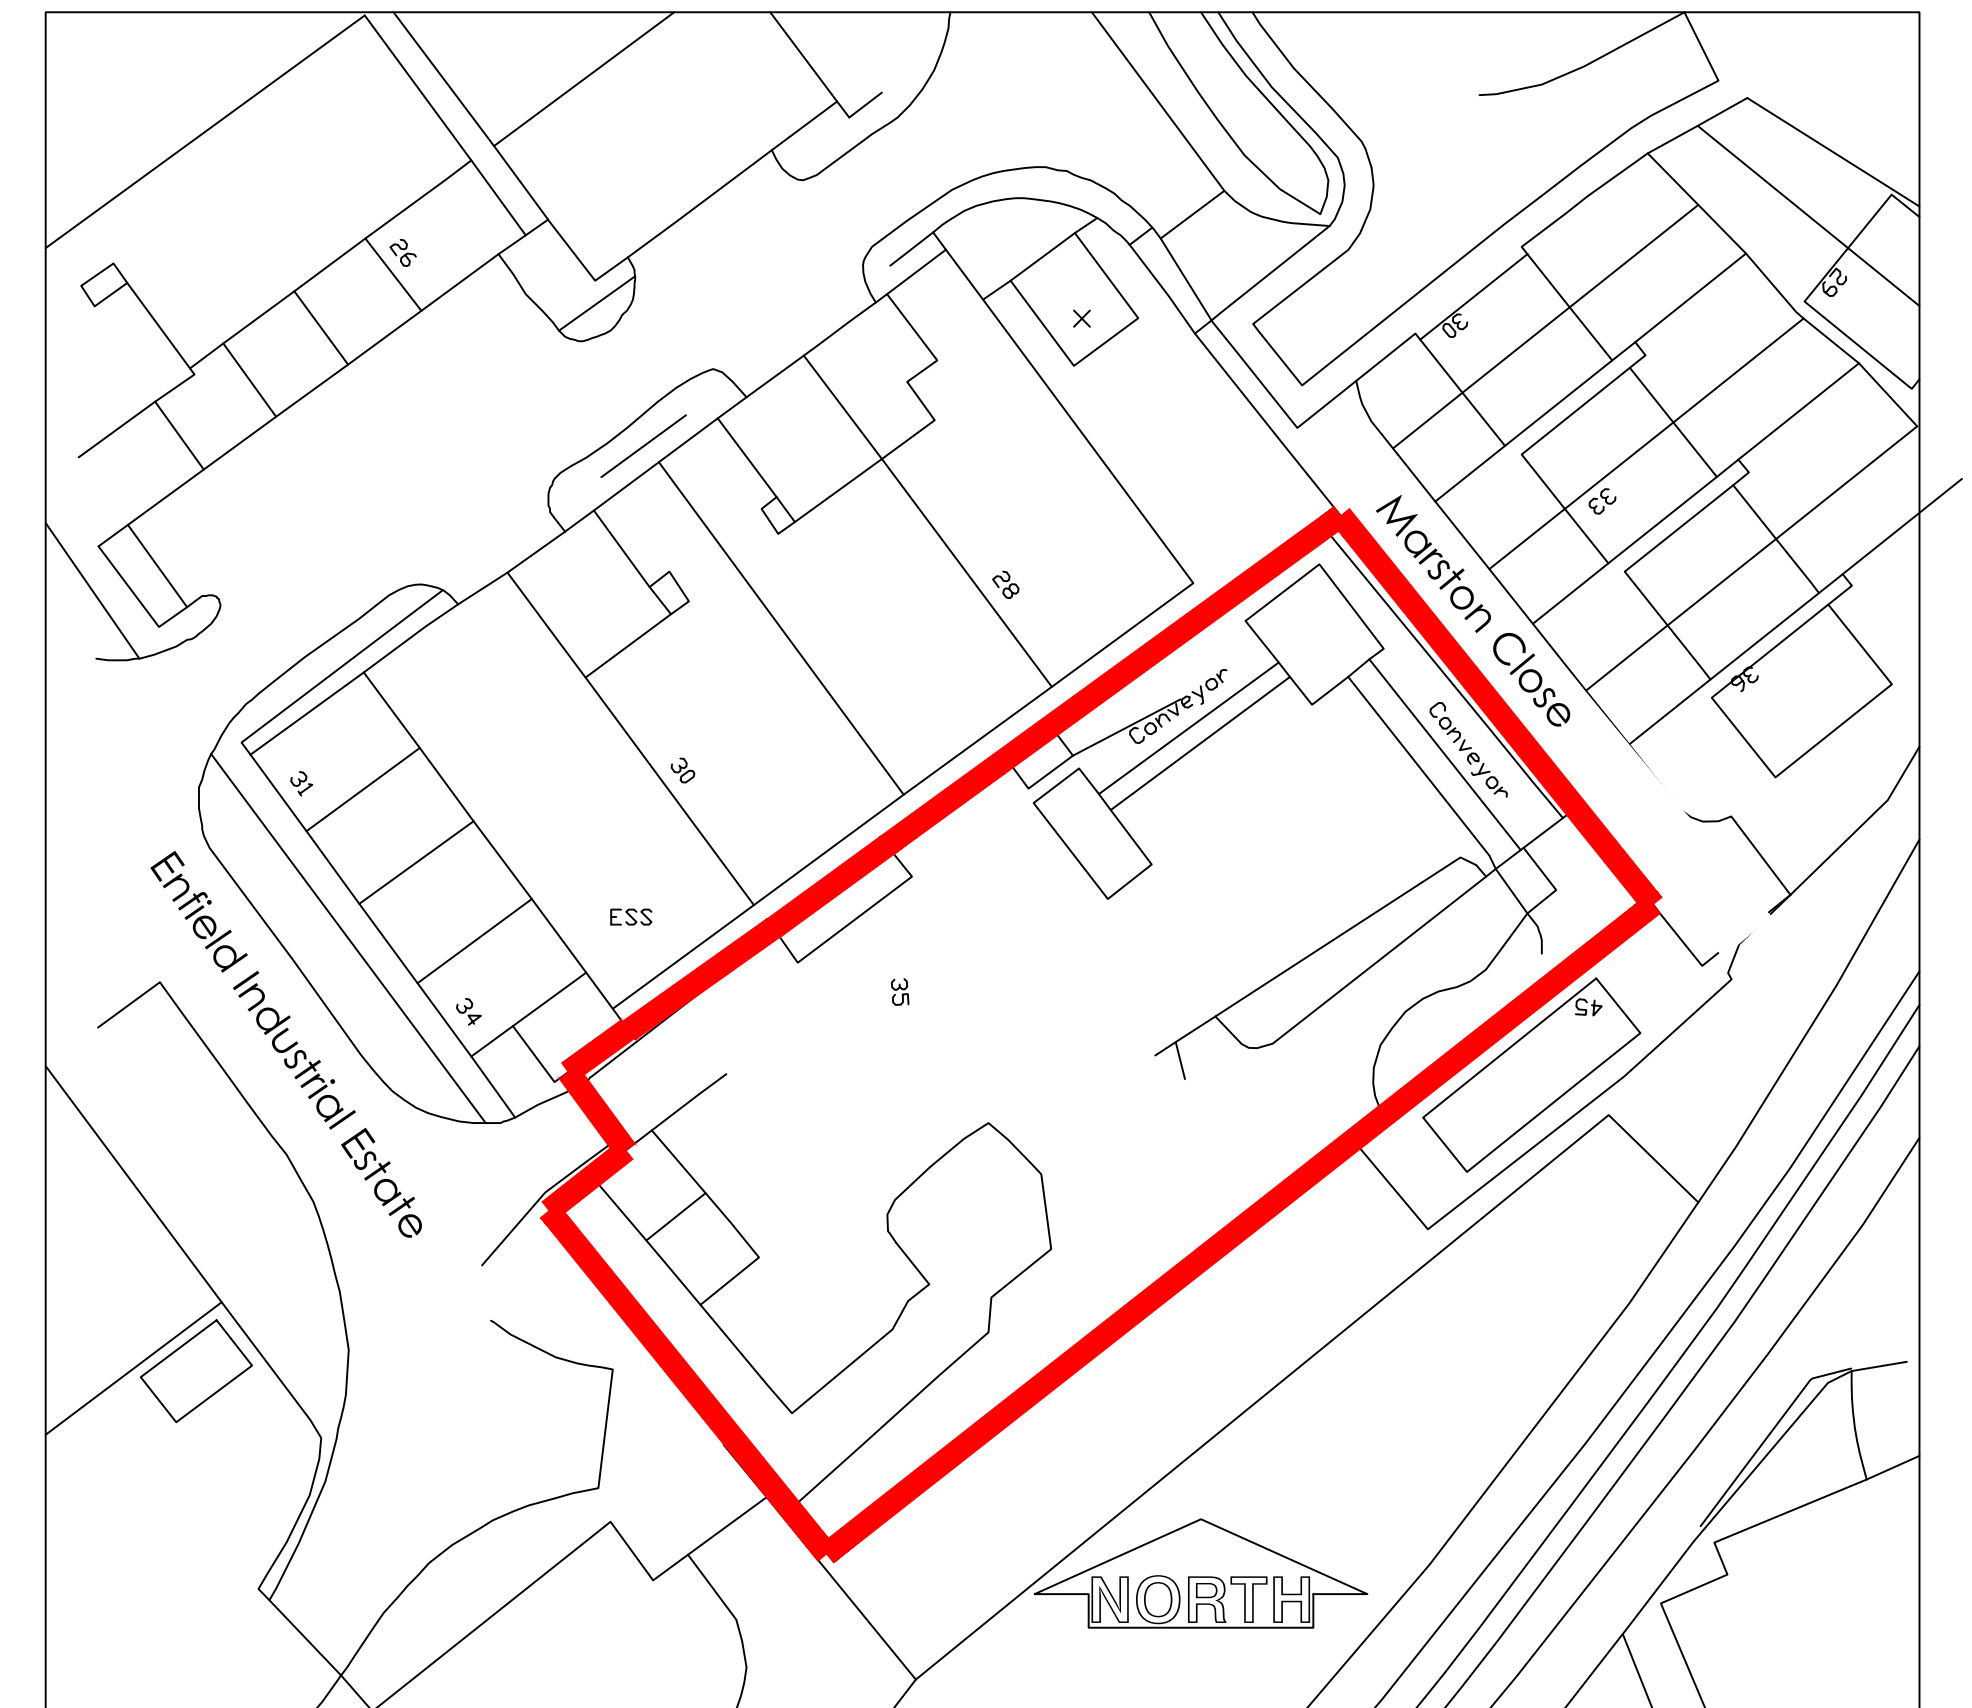 26
29
30
33
Marston Close
28
36
Conveyor
Conveyor
31
30
Enfield Industrial Estate
ESS
35
34
45
NORTH